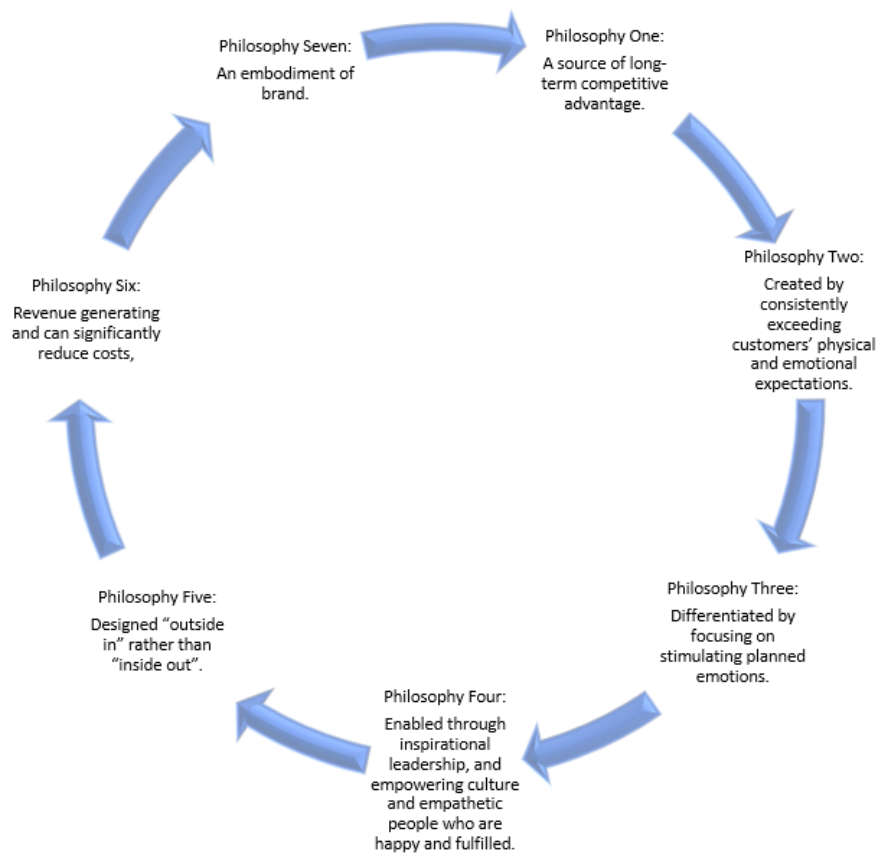 Philosophy One:
A source of long-
term competitive
advantage.
Philosophy Two:
Created by
consistently
exceeding
customers’ physical
and emotional
expectations.
Philosophy Three:
Differentiated by
focusing on
stimulating planned
emotions.
Philosophy Four:
Enabled through
inspirational
leadership, and
empowering culture
and empathetic
people who are
happy and fulfilled.
Philosophy Five:
Designed “outside
in” rather than
“inside out”.
Philosophy Six:
Revenue generating
and can significantly
reduce costs,
Philosophy Seven:
An embodiment of
brand.